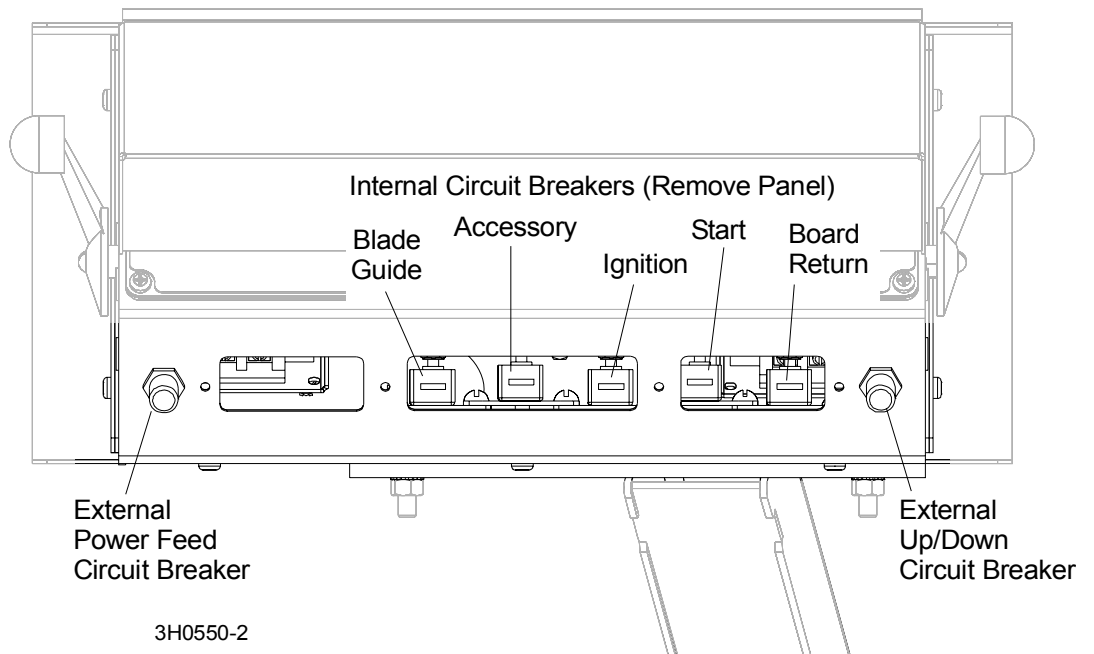 Internal Circuit Breakers (Remove Panel)
Blade
Guide
Accessory
Ignition
Start
Board
Return
External
Power Feed
Circuit Breaker
External
Up/Down
Circuit Breaker
3H0550-2